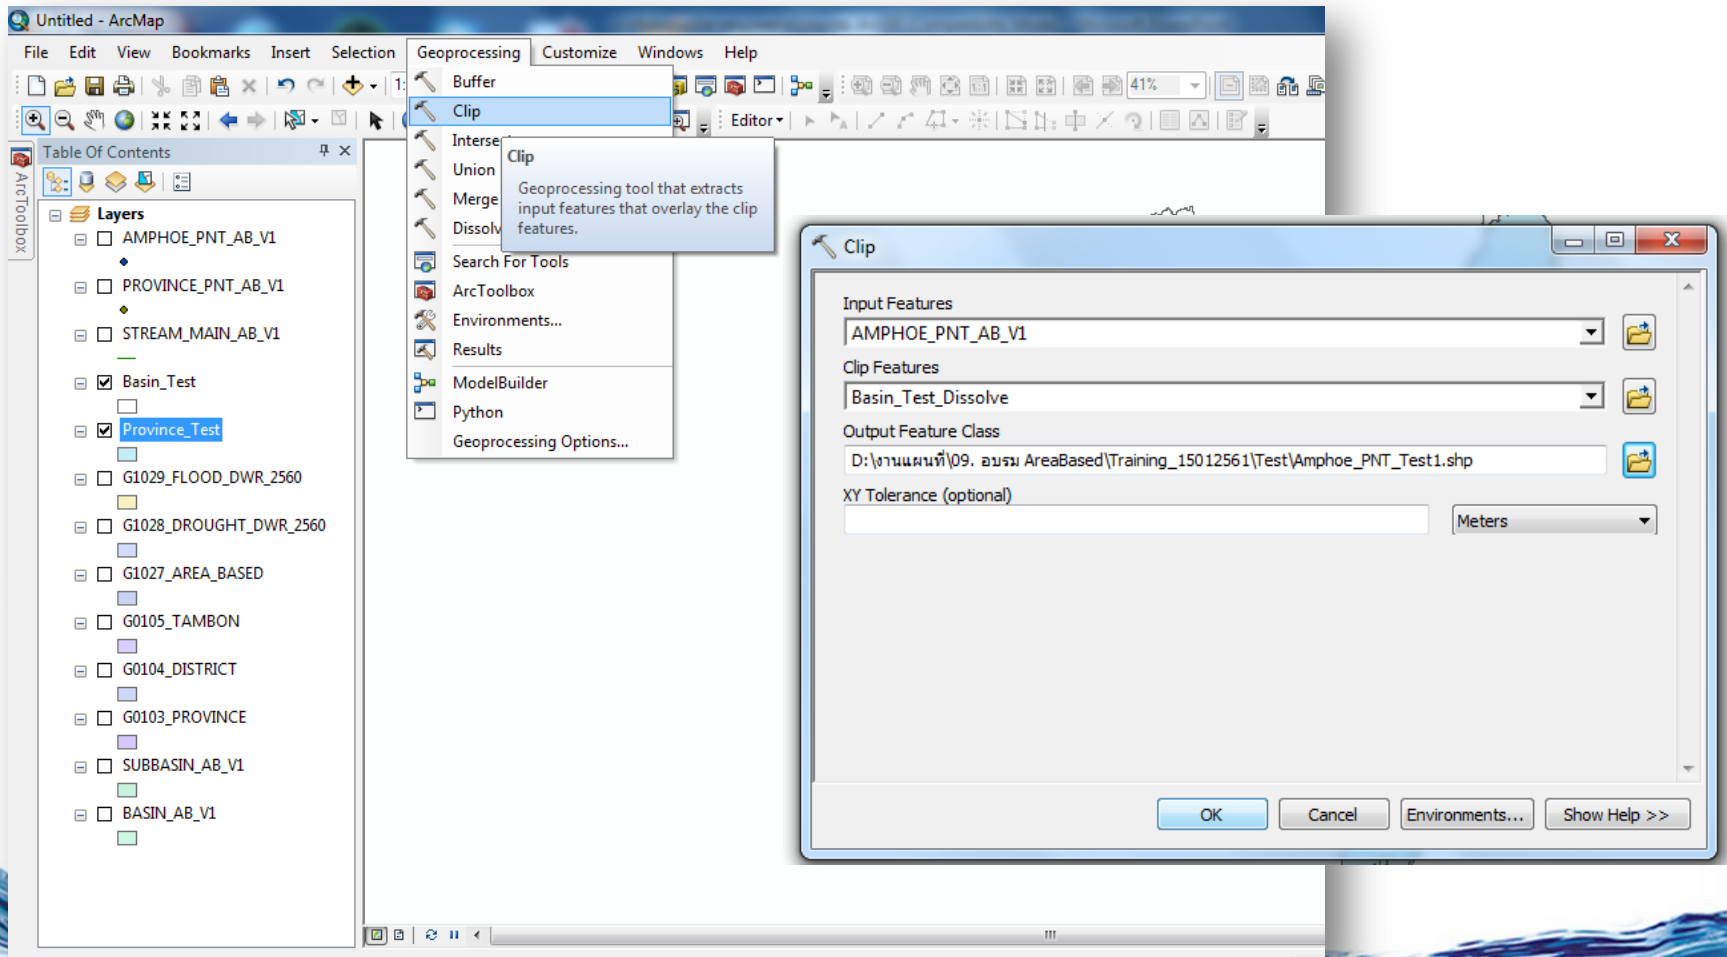 Untitled - ArcMap
File Edit View Bookmarks Insert Selection Geoprocessing Customize Windows Help
1:
41%
Editor
Buffer
Clip
Interse
Union
Merge
Dissolv
Search For Tools
ArcToolbox
Environments...
Results
ModelBuilder
Python
Geoprocessing Options...
Clip
Geoprocessing tool that extracts
input features that overlay the clip
features.
ArcToolbox
Table Of Contents
Layers
AMPHOE_PNT_AB_V1
PROVINCE_PNT_AB_V1
STREAM_MAIN_AB_V1
Basin_Test
Province_Test
G1029_FLOOD_DWR_2560
G1028_DROUGHT_DWR_2560
G1027_AREA_BASED
G0105_TAMBON
G0104_DISTRICT
G0103_PROVINCE
SUBBASIN_AB_V1
BASIN_AB_V1
Clip
Input Features
AMPHOE_PNT_AB_V1
Clip Features
Basin_Test_Dissolve
Output Feature Class
D:\งานแผนที่\09. อบรม AreaBased\Training_15012561\Test\Amphoe_PNT_Test1.shp
XY Tolerance (optional)
Meters
OK Cancel Environments... Show Help >>